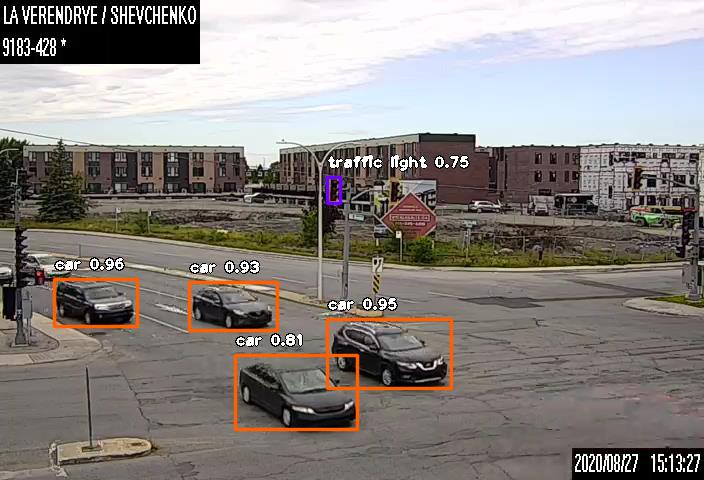 LA VERENDRYE / SHEVCHENKO
9183-428 *
traffic light 0.75
car 0.96
car 0.93
car 0.95
car 0.81
2020/08/27 15:13:27